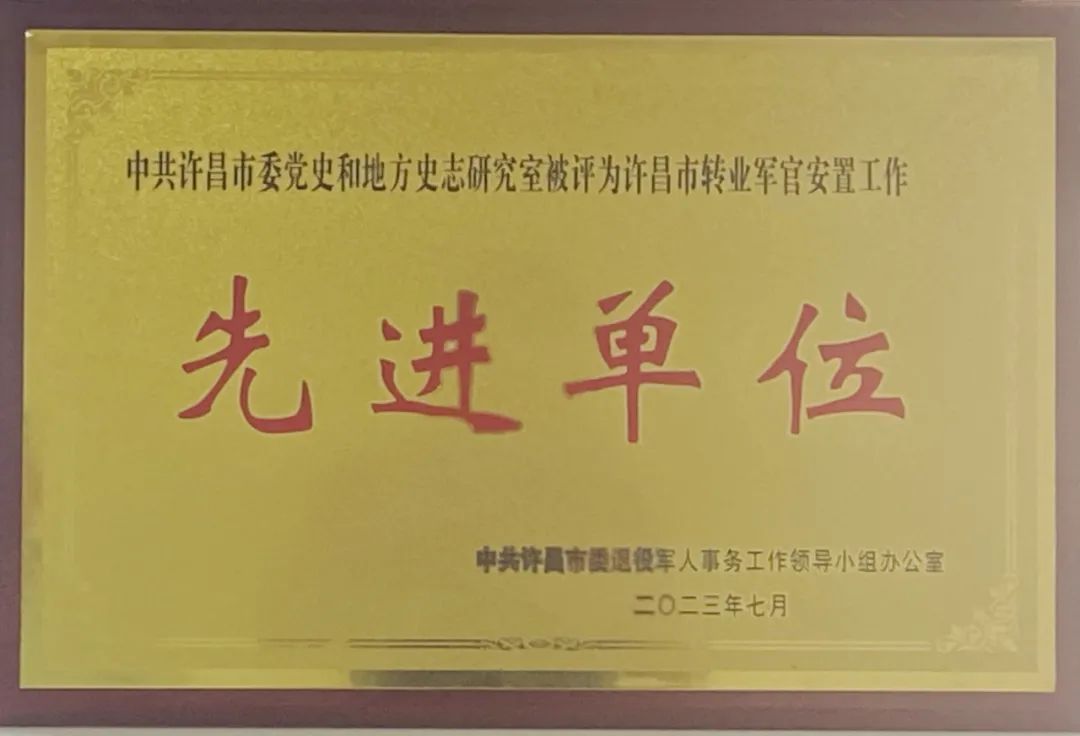 中共许昌市委党史和地方史志研究室被评为许昌市转业军官安置工作
先进单位
中共许昌市委退役军人事务工作领导小组办公室
二〇二三年七月